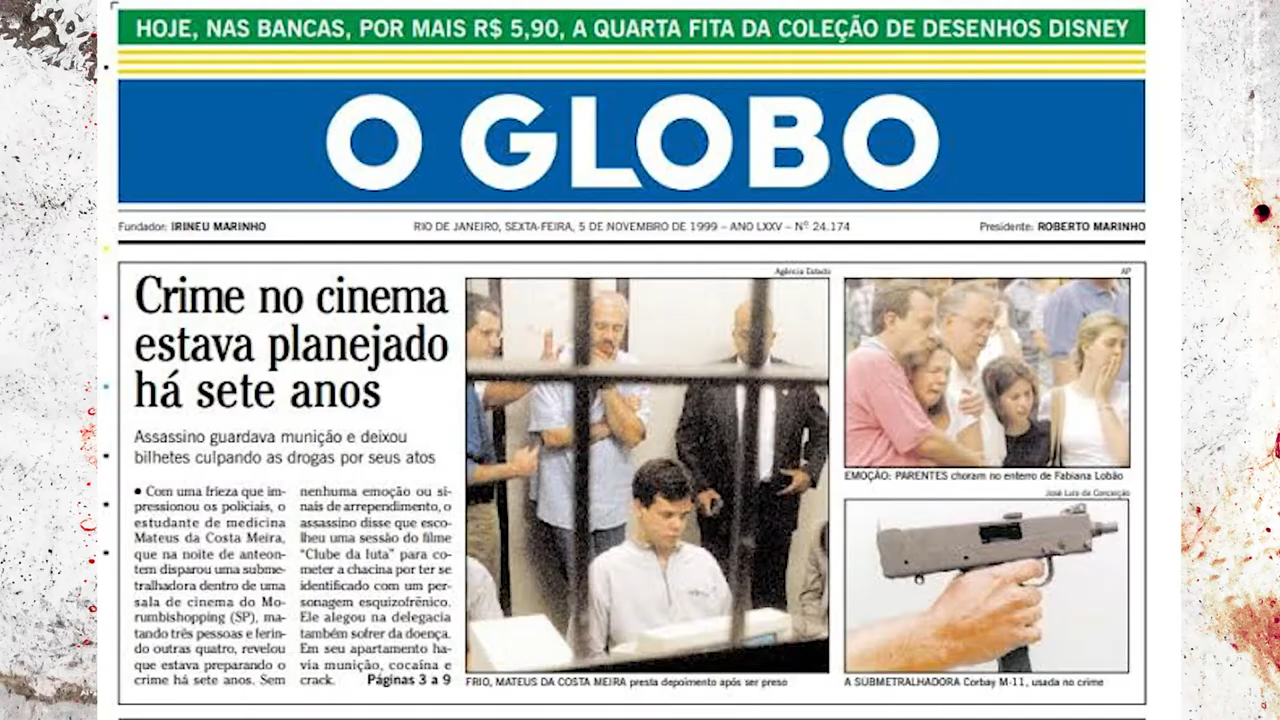 HOJE, NAS BANCAS, POR MAIS R$ 5,90, A QUARTA FITA DA COLEÇÃO DE DESENHOS DISNEY
O GLOBO
Fundador: IRINEU MARINHO
RIO DE JANEIRO, SEXTA-FEIRA, 5 DE NOVEMBRO DE 1999 – ANO LXXV – Nº 24.174
Presidente: ROBERTO MARINHO
Crime no cinema
estava planejado
há sete anos
Assassino guardava munição e deixou
bilhetes culpando as drogas por seus atos
● Com uma frieza que im-
pressionou os policiais, o
estudante de medicina
Mateus da Costa Meira,
que na noite de anteon-
tem disparou uma subme-
tralhadora dentro de uma
sala de cinema do Mo-
rumbishopping (SP), ma-
tando três pessoas e ferin-
do outras quatro, revelou
que estava preparando o
crime há sete anos. Sem
nenhuma emoção ou si-
nais de arrependimento, o
assassino disse que esco-
lheu uma sessão do filme
“Clube da luta” para co-
meter a chacina por ter se
identificado com um per-
sonagem esquizofrênico.
Ele alegou na delegacia
também sofrer da doença.
Em seu apartamento ha-
via munição, cocaína e
crack. Páginas 3 a 9
Agência Estado
FRIO, MATEUS DA COSTA MEIRA presta depoimento após ser preso
AP
EMOÇÃO: PARENTES choram no enterro de Fabiana Lobão
José Luis da Conceição
A SUBMETRALHADORA Corbay M-11, usada no crime